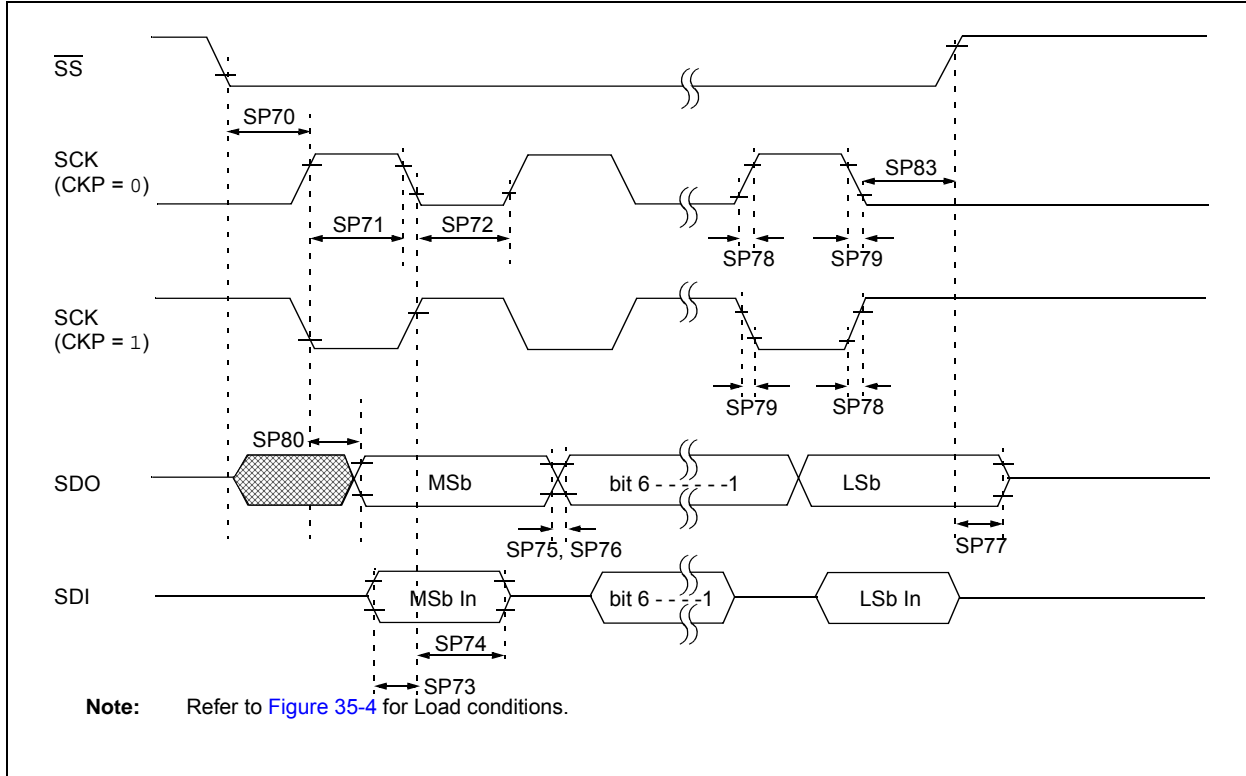 SS
SP70
SCK
(CKP = 0)
SP83
SP71
SP72
SP78
SP79
SCK
(CKP = 1)
SP79
SP78
SP80
SDO
MSb
bit 6 - - - - - -1
LSb
SP75, SP76
SP77
SDI
MSb In
bit 6 - - - -1
LSb In
SP74
SP73
Note: Refer to Figure 35-4 for Load conditions.